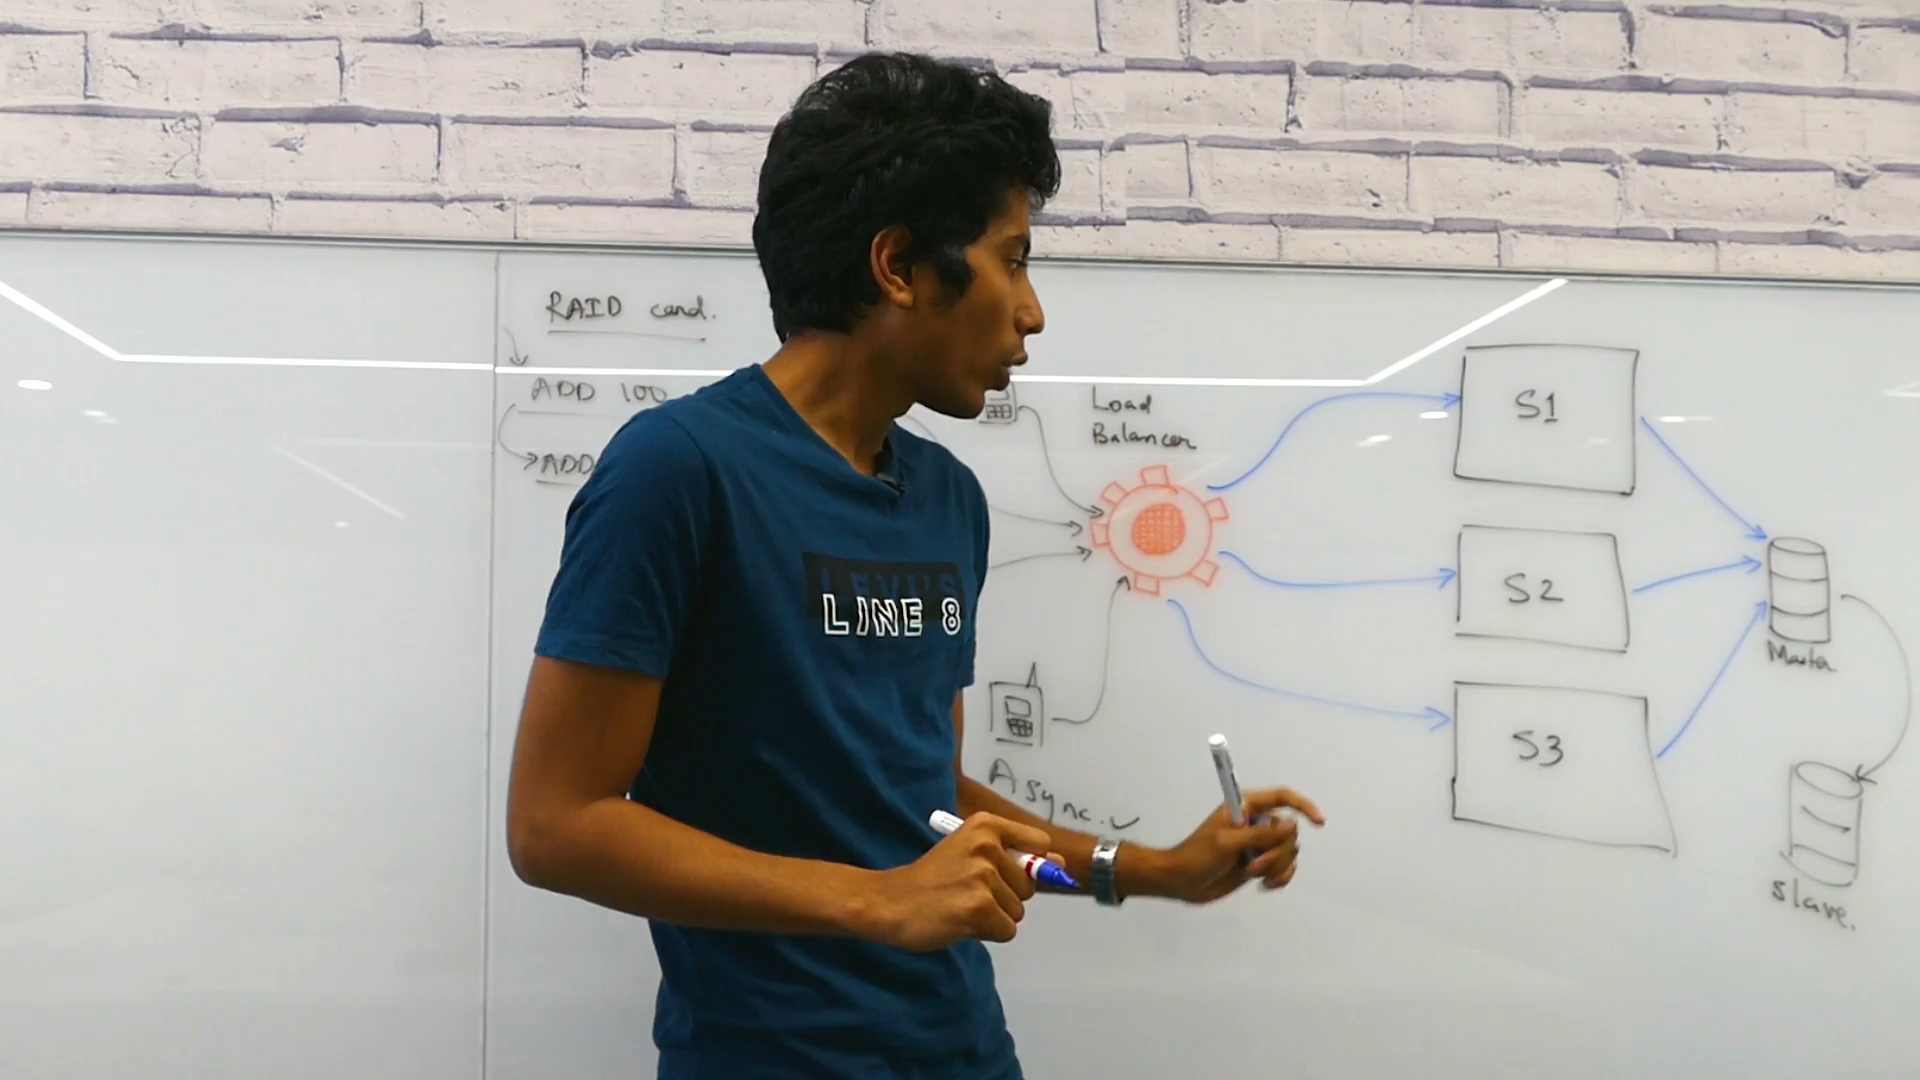 RAID card.
ADD 100
ADD
Load
Balancer
S1
S2
S3
Master
Slave.
Async.
LINE 8